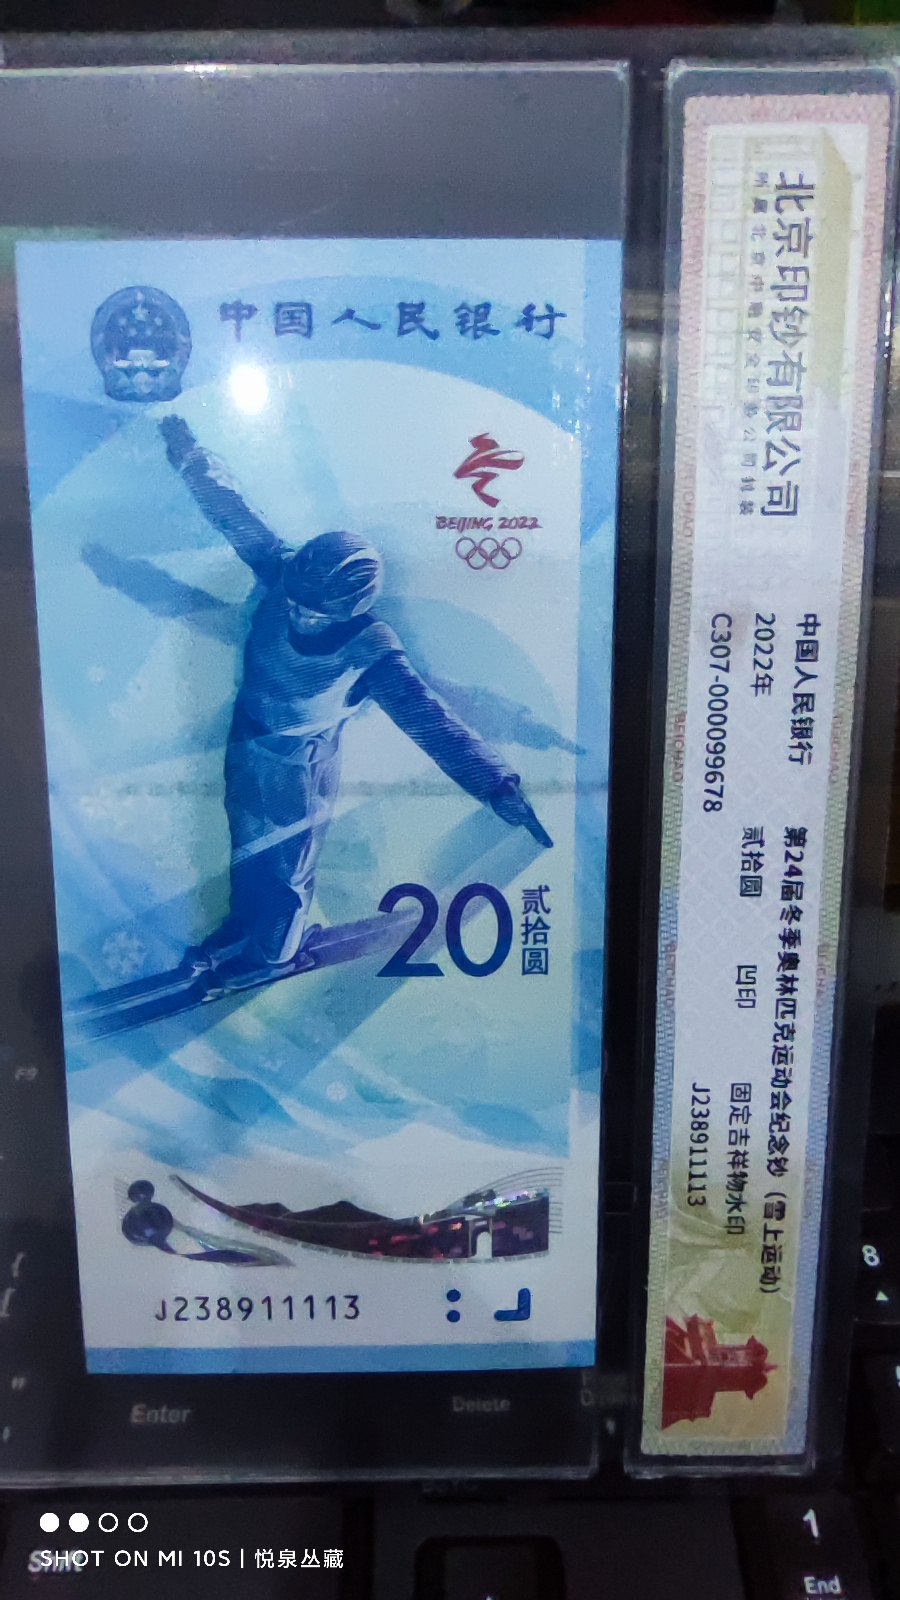 中国人民银行
BEIJING 2022
20 贰拾圆
J238911113
北京印钞有限公司
中国人民银行
2022年
C307-000099678
第24届冬季奥林匹克运动会纪念钞（雪上运动）
贰拾圆 凹印 固定吉祥物水印
J238911113
Enter
Delete
F9
8
1
End
Shift
SHOT ON MI 10S | 悦泉丛藏